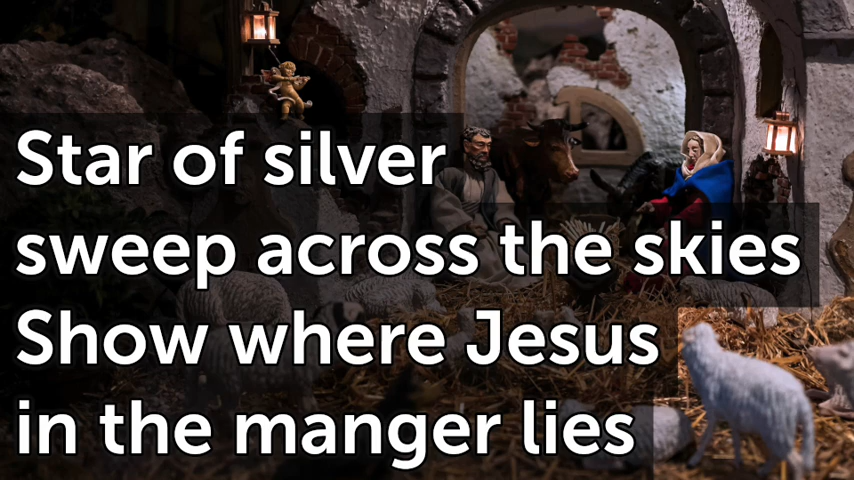 Star of silver
sweep across the skies
Show where Jesus
in the manger lies